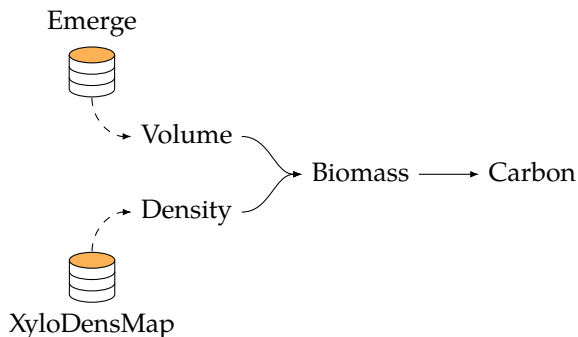 Emerge
Volume
Biomass
Carbon
Density
XyloDensMap